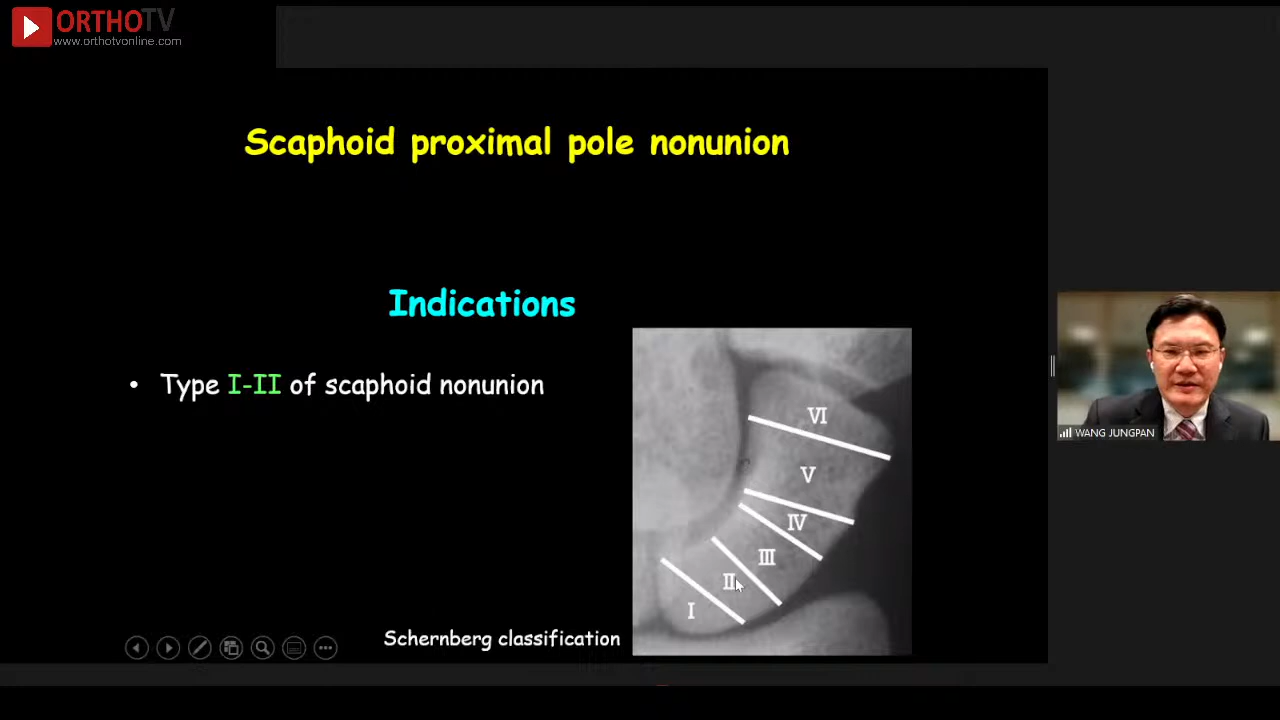 ORTHOTV
www.orthotvonline.com
Scaphoid proximal pole nonunion
Indications
• Type I-II of scaphoid nonunion
VI
V
IV
III
II
I
Schernberg classification
WANG JUNGPAN